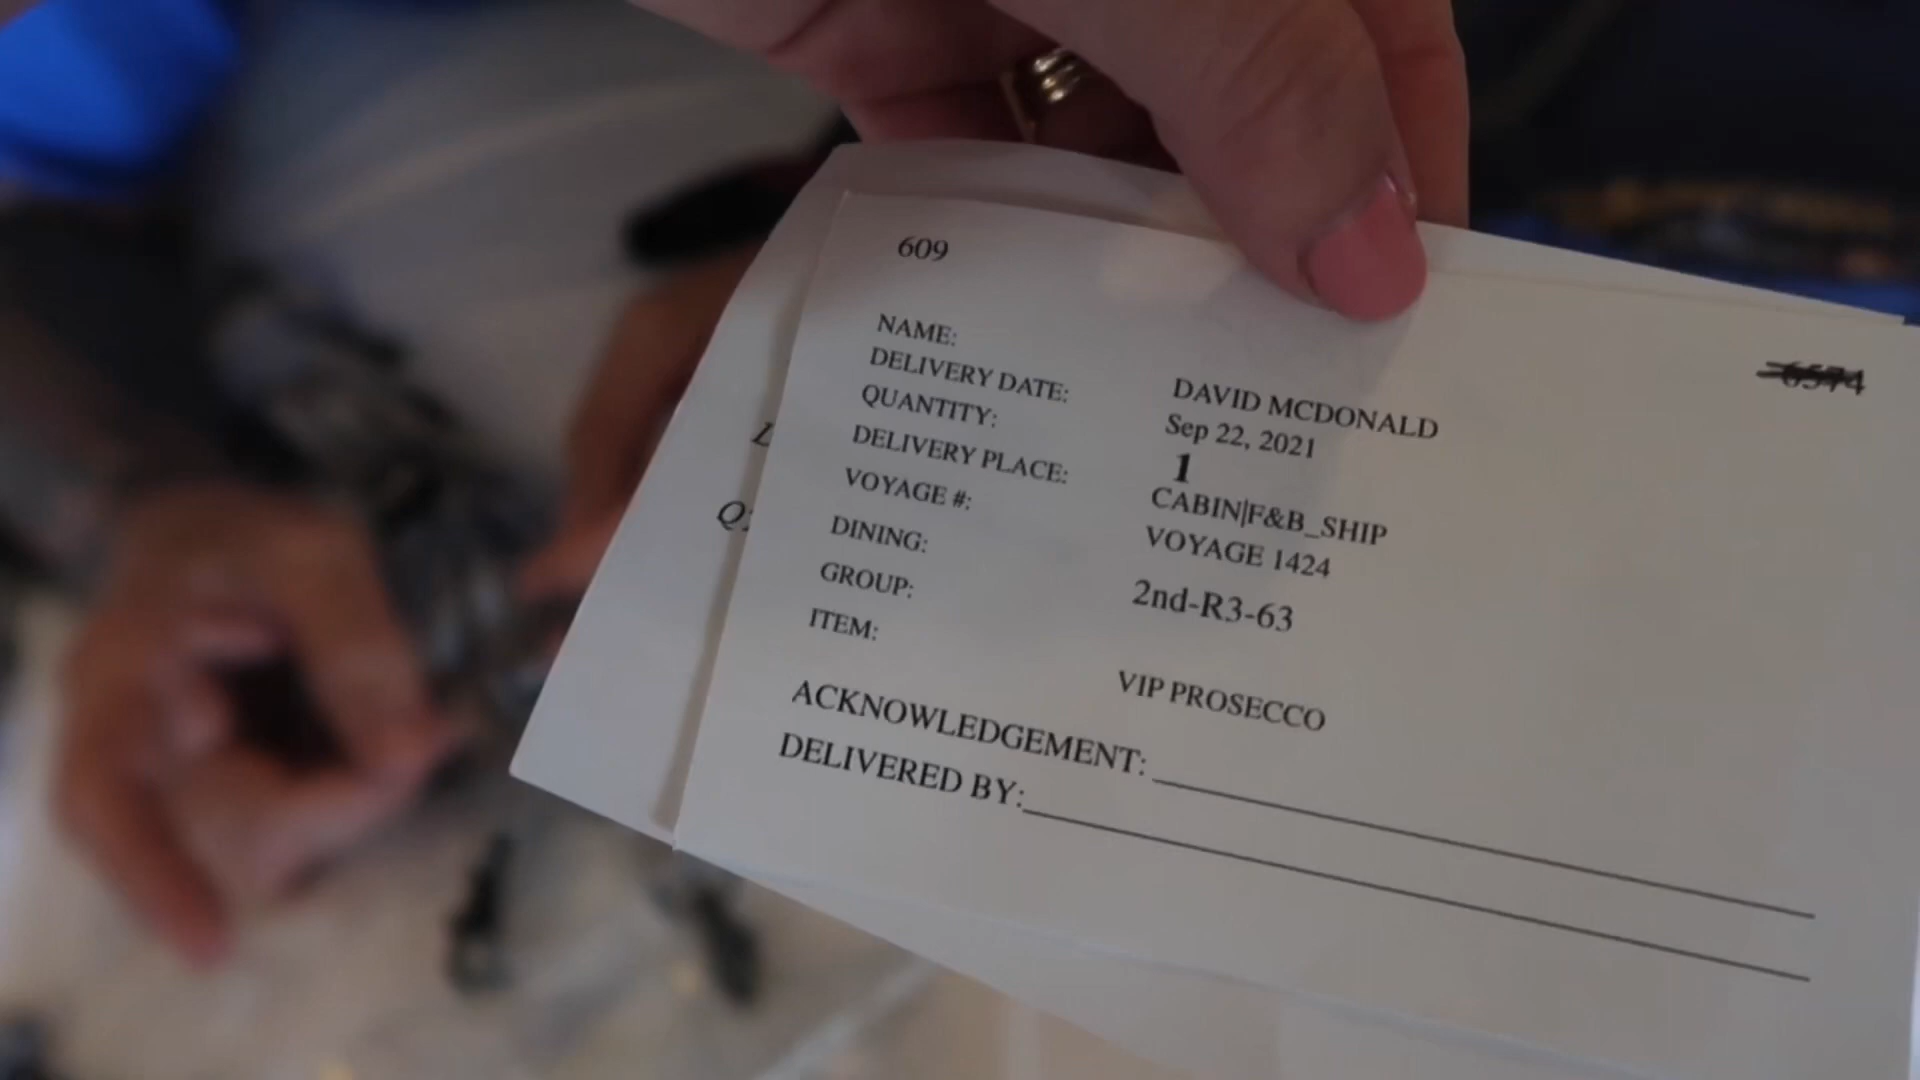 609
6574
NAME: DAVID MCDONALD
DELIVERY DATE: Sep 22, 2021
QUANTITY: 1
DELIVERY PLACE: CABIN|F&B_SHIP
VOYAGE #: VOYAGE 1424
DINING: 2nd-R3-63
GROUP:
ITEM: VIP PROSECCO
ACKNOWLEDGEMENT:
DELIVERED BY: